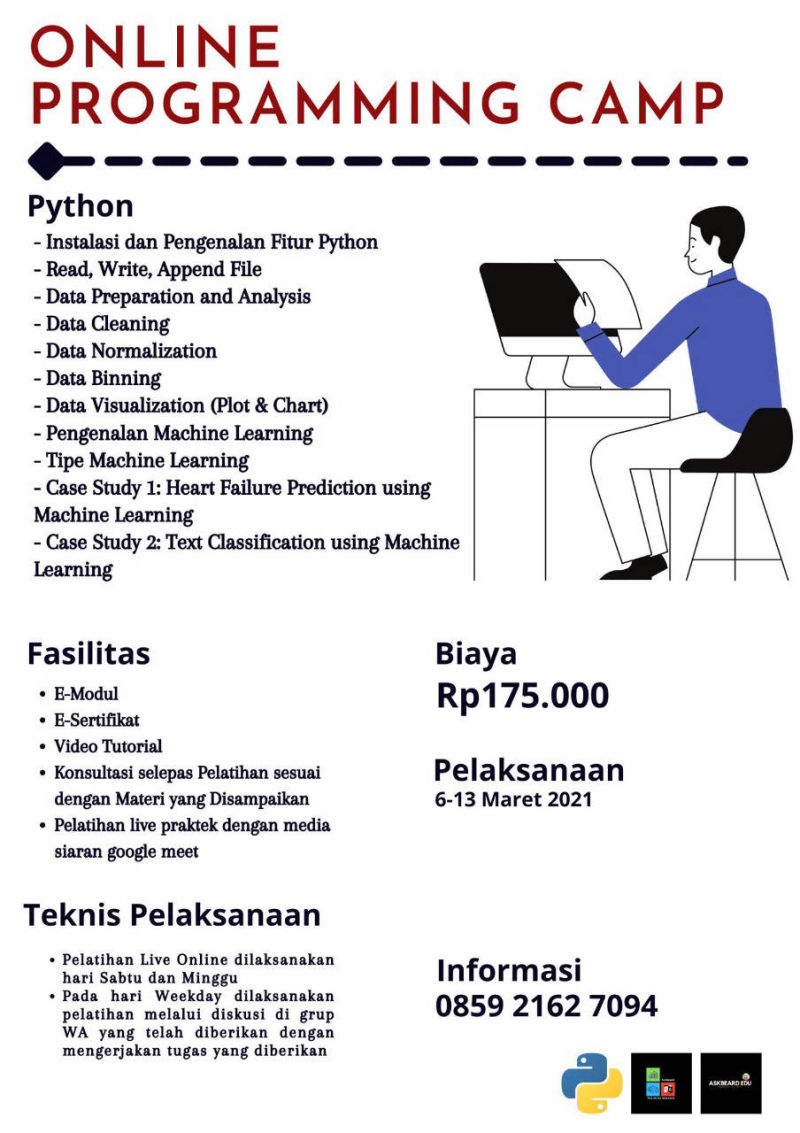 ONLINE
PROGRAMMING CAMP
Python
- Instalasi dan Pengenalan Fitur Python
- Read, Write, Append File
- Data Preparation and Analysis
- Data Cleaning
- Data Normalization
- Data Binning
- Data Visualization (Plot & Chart)
- Pengenalan Machine Learning
- Tipe Machine Learning
- Case Study 1: Heart Failure Prediction using
Machine Learning
- Case Study 2: Text Classification using Machine
Learning
Fasilitas
• E-Modul
• E-Sertifikat
• Video Tutorial
• Konsultasi selepas Pelatihan sesuai
dengan Materi yang Disampaikan
• Pelatihan live praktek dengan media
siaran google meet
Biaya
Rp175.000
Pelaksanaan
6-13 Maret 2021
Teknis Pelaksanaan
• Pelatihan Live Online dilaksanakan
hari Sabtu dan Minggu
• Pada hari Weekday dilaksanakan
pelatihan melalui diskusi di grup
WA yang telah diberikan dengan
mengerjakan tugas yang diberikan
Informasi
0859 2162 7094
ASKBEARD EDU